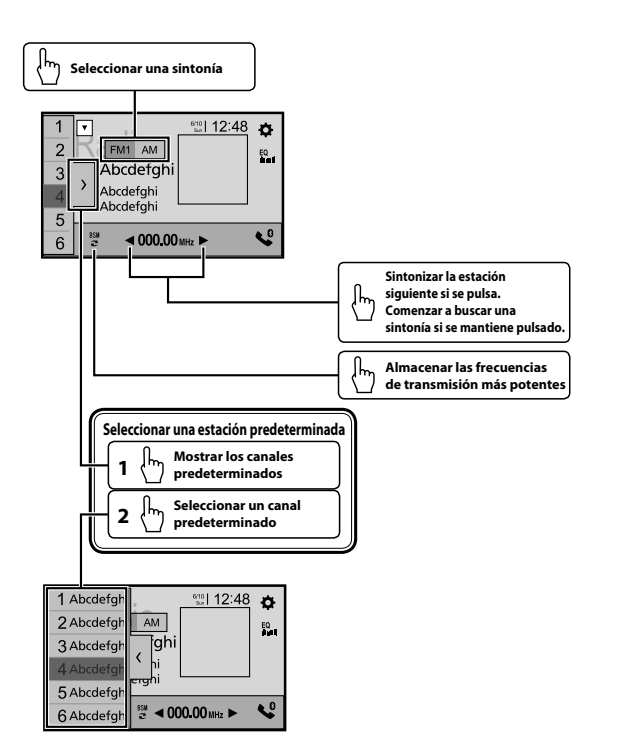 Seleccionar una sintonía
1
2
3
4
5
6
6/10
Sun
12:48
FM1 AM
EQ
Abcdefghi
Abcdefghi
Abcdefghi
BSM
000.00 MHz
Sintonizar la estación
siguiente si se pulsa.
Comenzar a buscar una
sintonía si se mantiene pulsado.
Almacenar las frecuencias
de transmisión más potentes
Seleccionar una estación predeterminada
1 Mostrar los canales
predeterminados
2 Seleccionar un canal
predeterminado
1 Abcdefgh
2 Abcdefgh
3 Abcdefgh
4 Abcdefgh
5 Abcdefgh
6 Abcdefgh
6/10
Sun
12:48
AM
EQ
fghi
hi
efghi
BSM
000.00 MHz